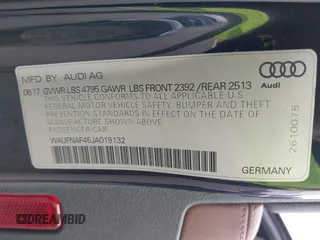 MFD BY AUDI AG
06 17 GVWR LBS 4795 GAWR LBS FRONT 2392 / REAR 2513
THIS VEHICLE CONFORMS TO ALL APPLICABLE U.S.
FEDERAL MOTOR VEHICLE SAFETY, BUMPER AND THEFT
PREVENTION STANDARDS IN EFFECT ON THE DATE OF
MANUFACTURE SHOWN ABOVE
PASSENGER CAR
WAUFNAF45JA019132
Audi
2610075
GERMANY
DREAMBID